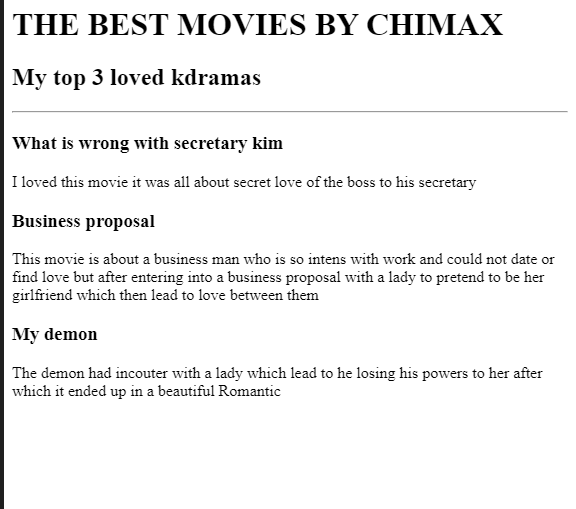 THE BEST MOVIES BY CHIMAX
My top 3 loved kdramas
What is wrong with secretary kim
I loved this movie it was all about secret love of the boss to his secretary
Business proposal
This movie is about a business man who is so intens with work and could not date or
find love but after entering into a business proposal with a lady to pretend to be her
girlfriend which then lead to love between them
My demon
The demon had incouter with a lady which lead to he losing his powers to her after
which it ended up in a beautiful Romantic